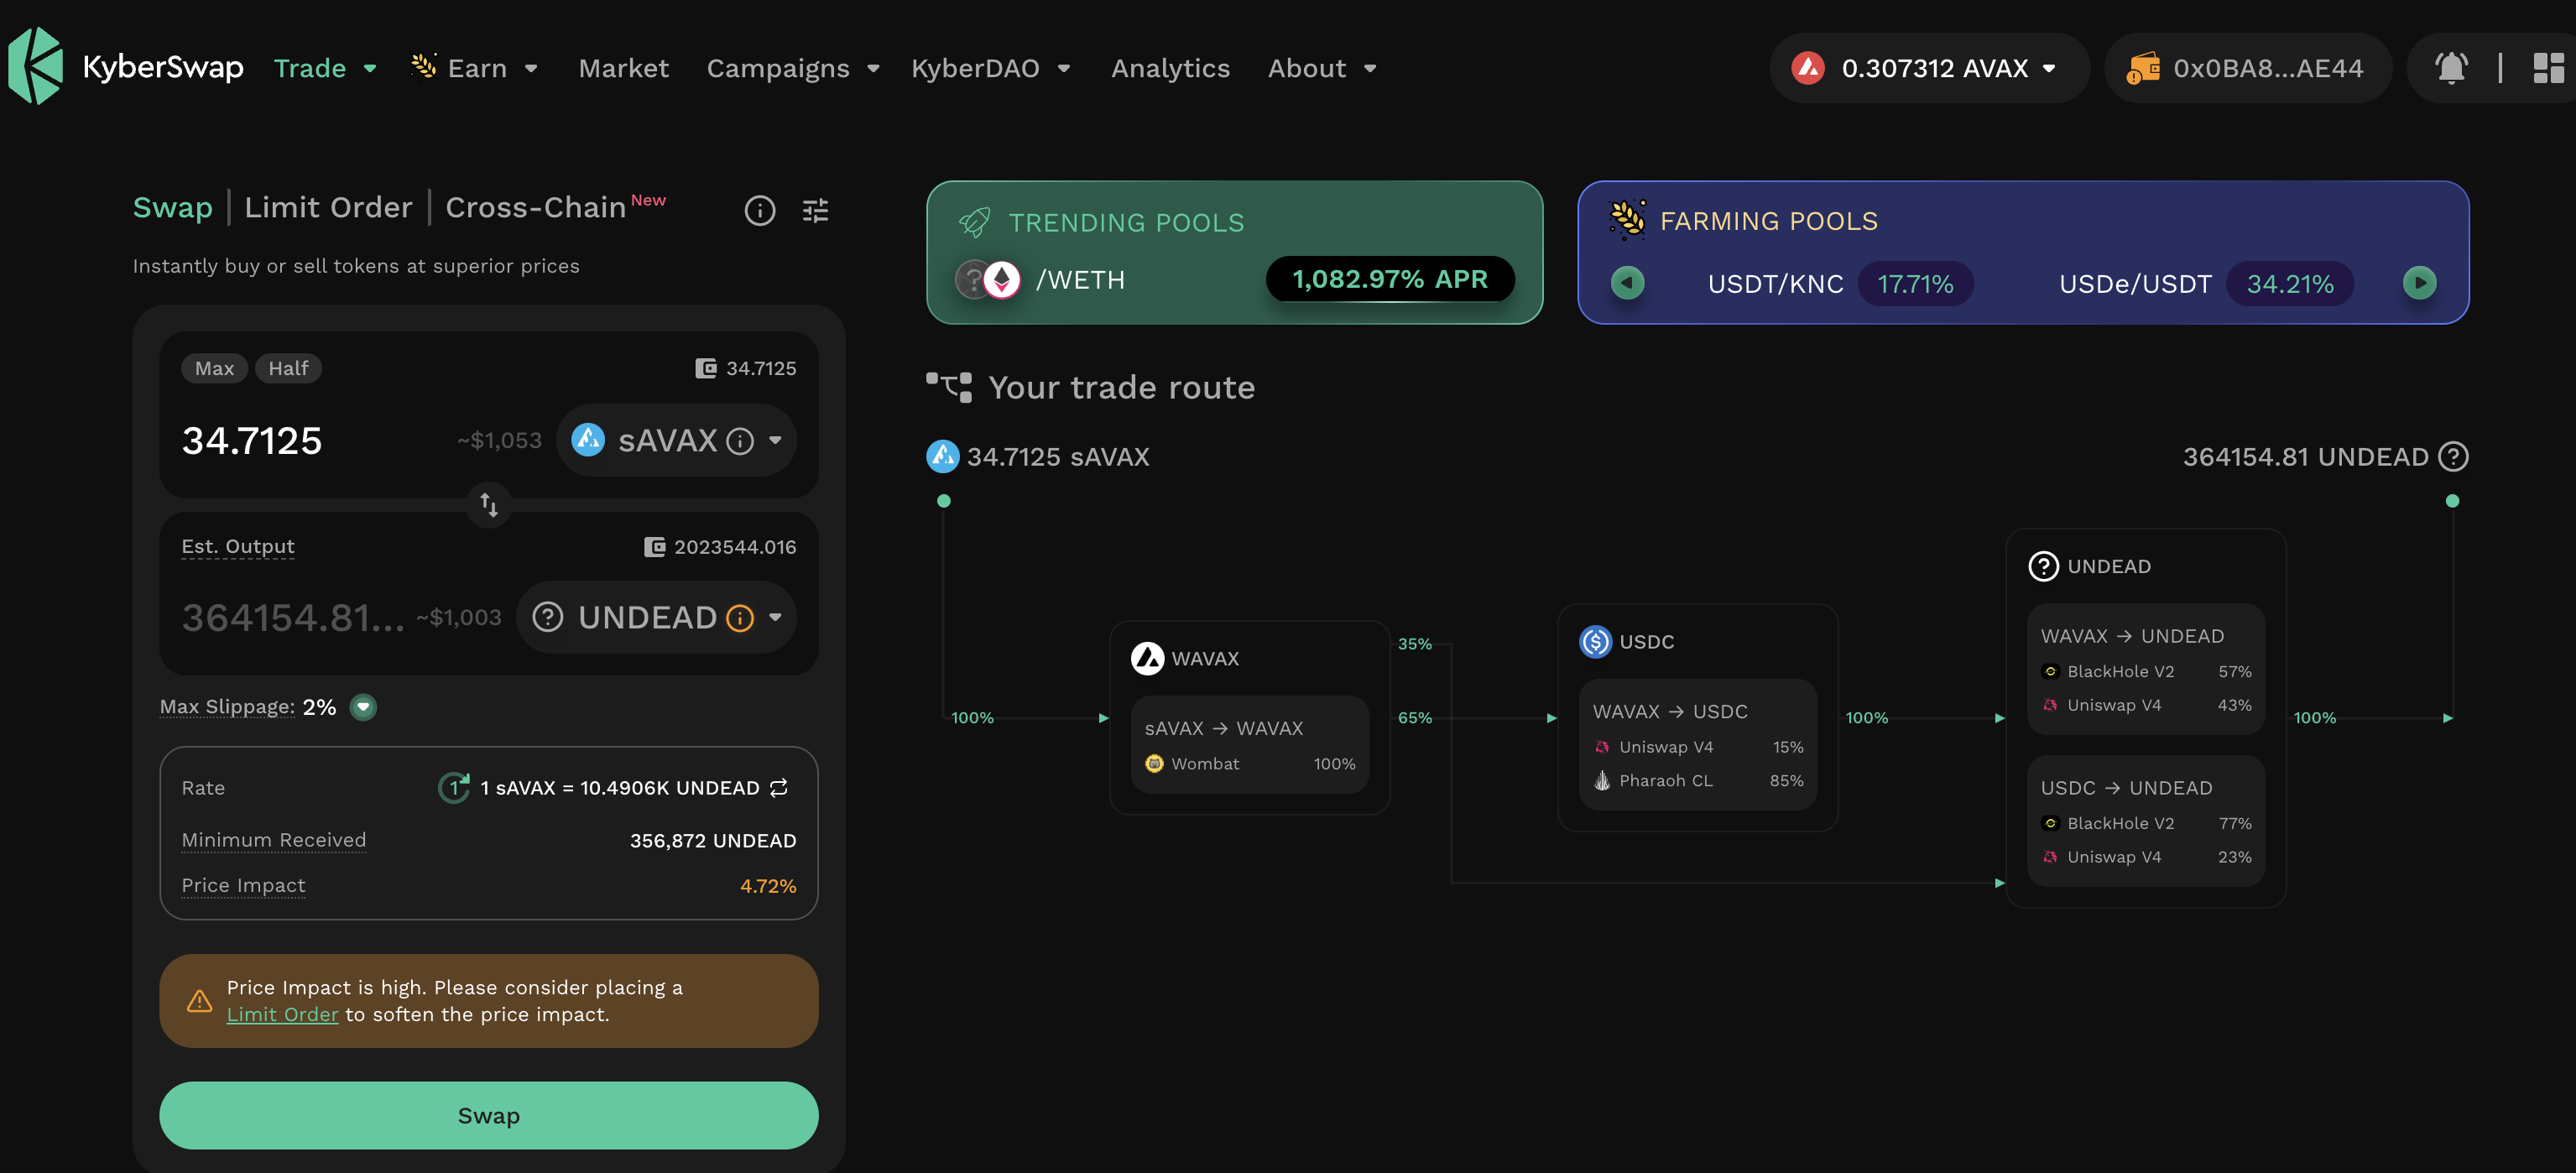 KyberSwap Trade Earn Market Campaigns KyberDAO Analytics About 0.307312 AVAX 0x0BA8...AE44
Swap | Limit Order | Cross-Chain New
Instantly buy or sell tokens at superior prices
Max Half 34.7125
34.7125 ~$1,053 sAVAX
Est. Output 2023544.016
364154.81... ~$1,003 UNDEAD
Max Slippage: 2%
Rate 1 1 sAVAX = 10.4906K UNDEAD
Minimum Received 356,872 UNDEAD
Price Impact 4.72%
Price Impact is high. Please consider placing a
Limit Order to soften the price impact.
Swap
TRENDING POOLS
/WETH 1,082.97% APR
FARMING POOLS
USDT/KNC 17.71% USDe/USDT 34.21%
Your trade route
34.7125 sAVAX 364154.81 UNDEAD
100%
WAVAX
sAVAX → WAVAX
Wombat 100%
35%
65%
USDC
WAVAX → USDC
Uniswap V4 15%
Pharaoh CL 85%
100%
UNDEAD
WAVAX → UNDEAD
BlackHole V2 57%
Uniswap V4 43%
USDC → UNDEAD
BlackHole V2 77%
Uniswap V4 23%
100%